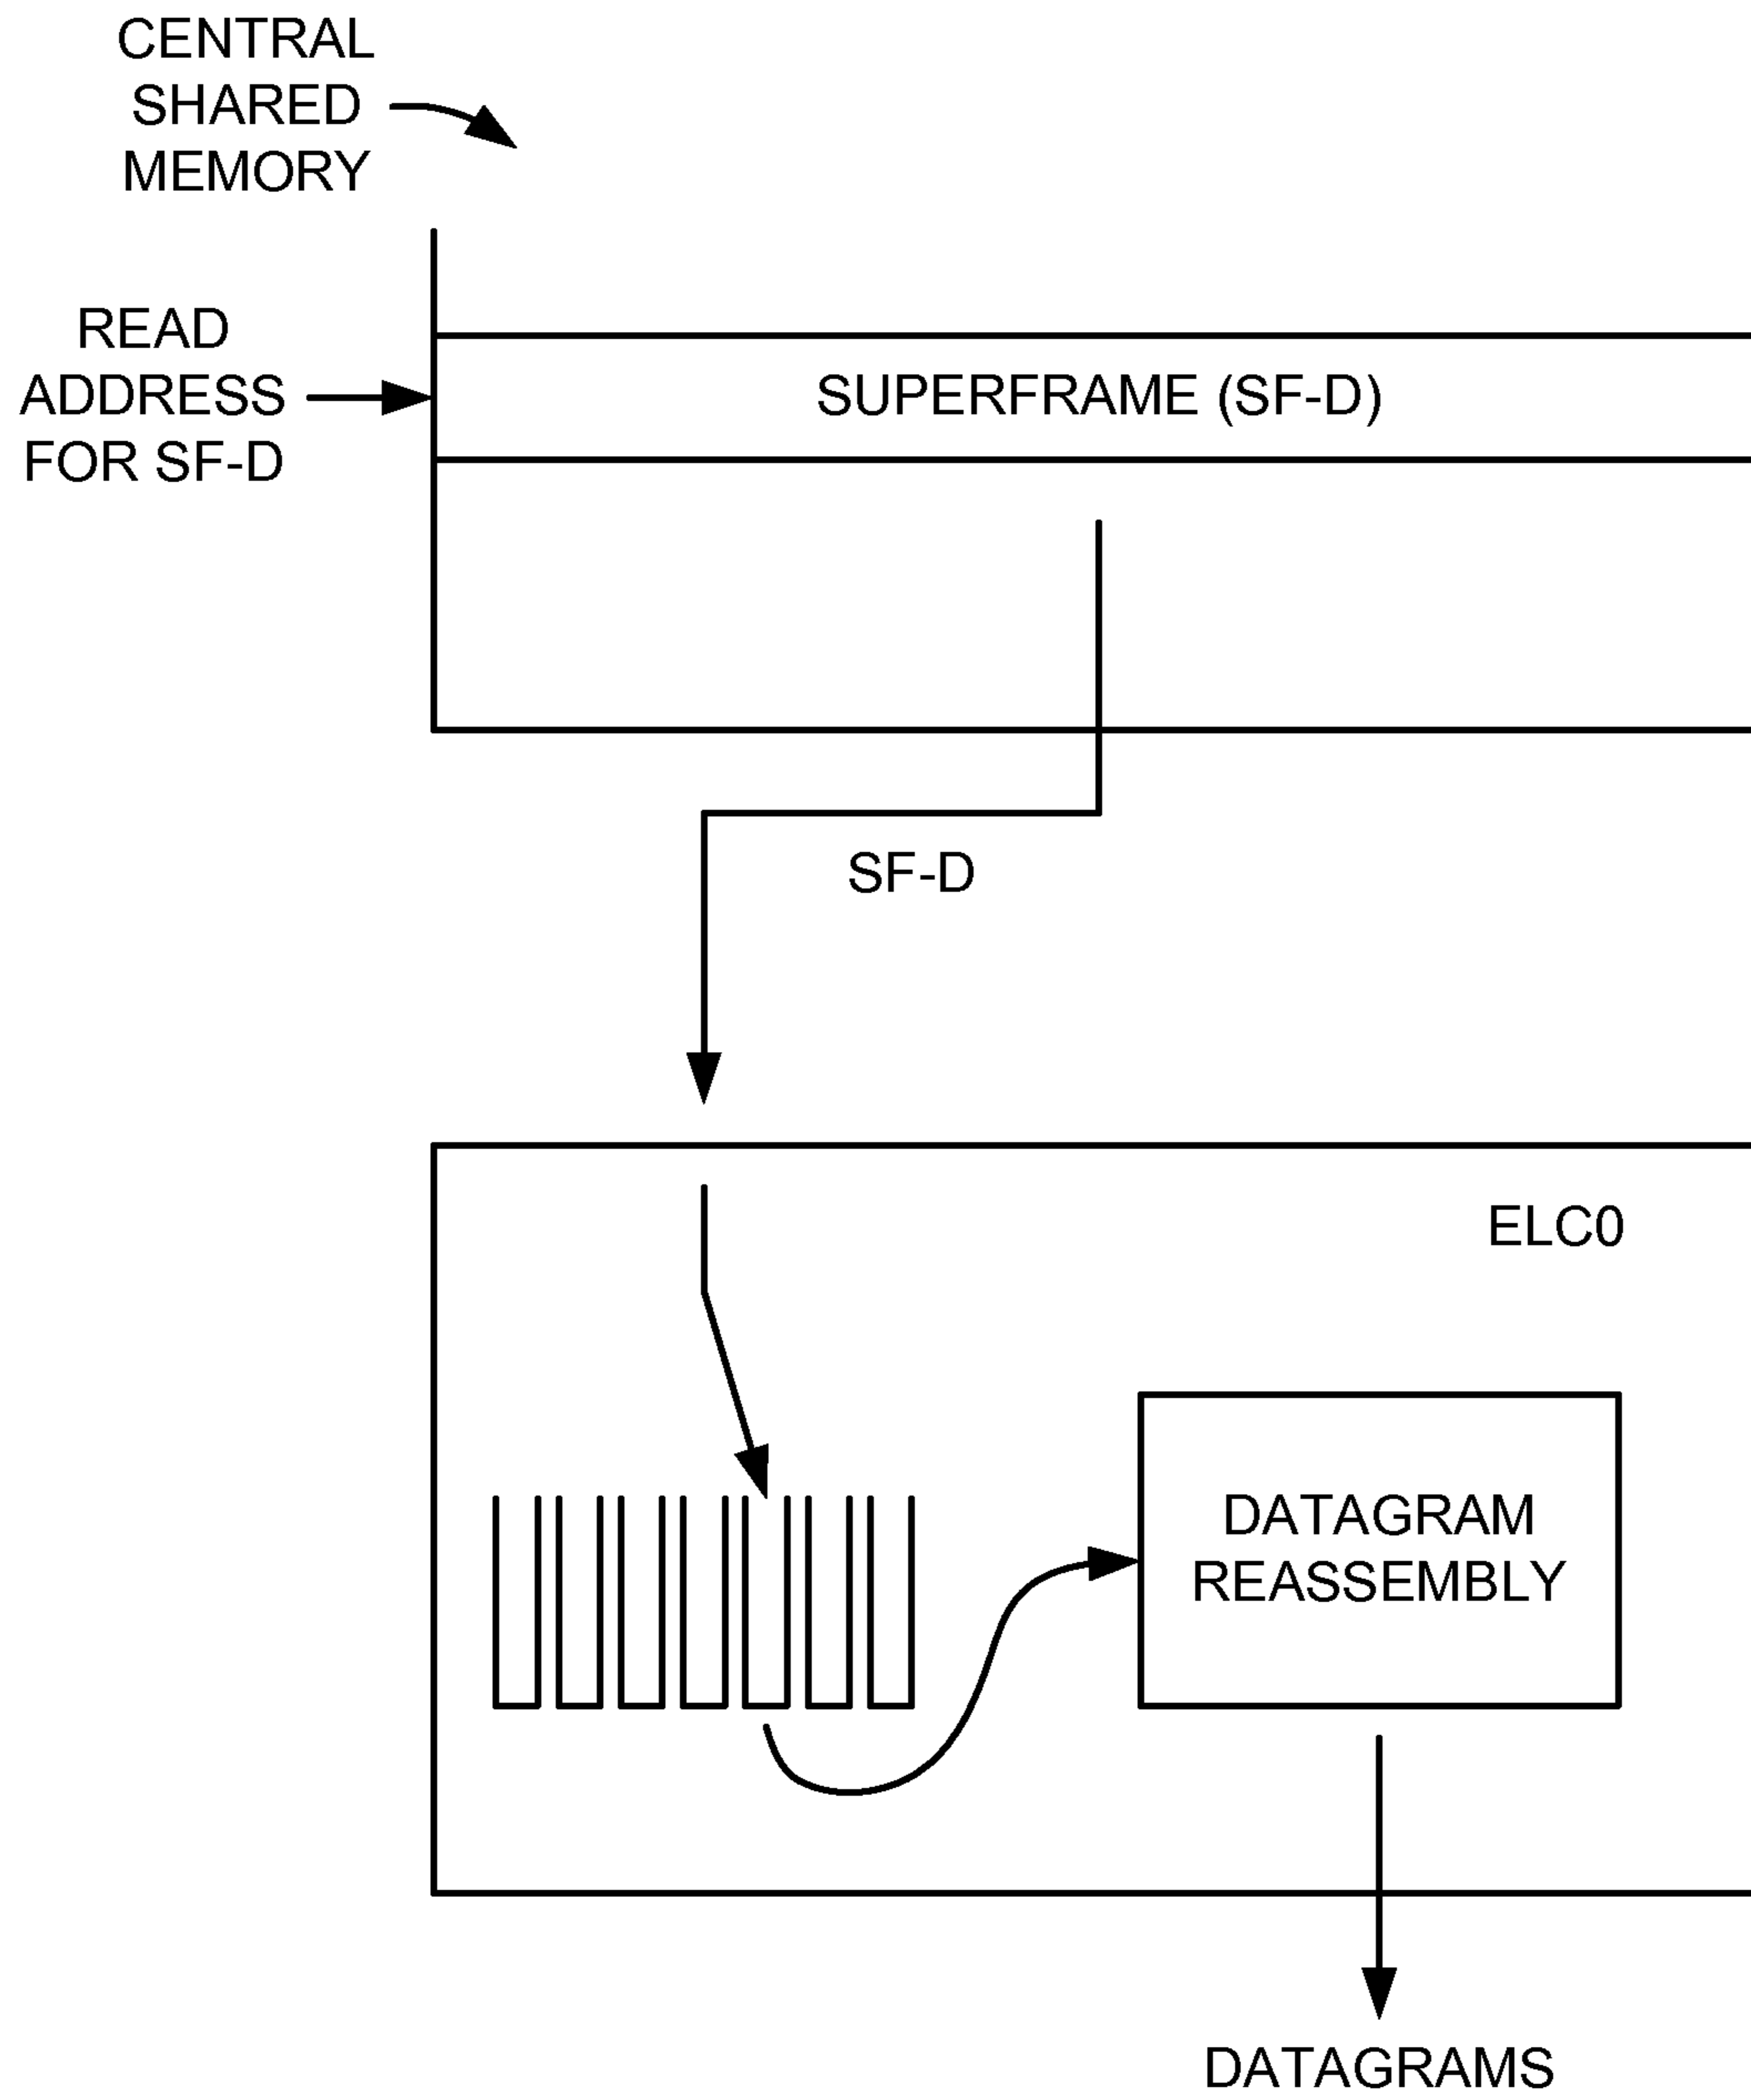 CENTRAL
SHARED
MEMORY
READ
ADDRESS
FOR SF-D
SUPERFRAME (SF-D)
SF-D
ELC0
DATAGRAM
REASSEMBLY
DATAGRAMS